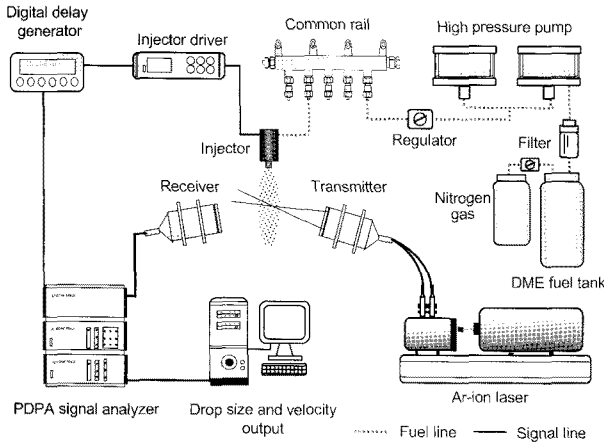 Digital delay
generator
Injector driver
Common rail
High pressure pump
Injector
Regulator
Filter
Receiver
Transmitter
Nitrogen
gas
DME fuel tank
Ar-ion laser
PDPA signal analyzer
Drop size and velocity
output
Fuel line
Signal line